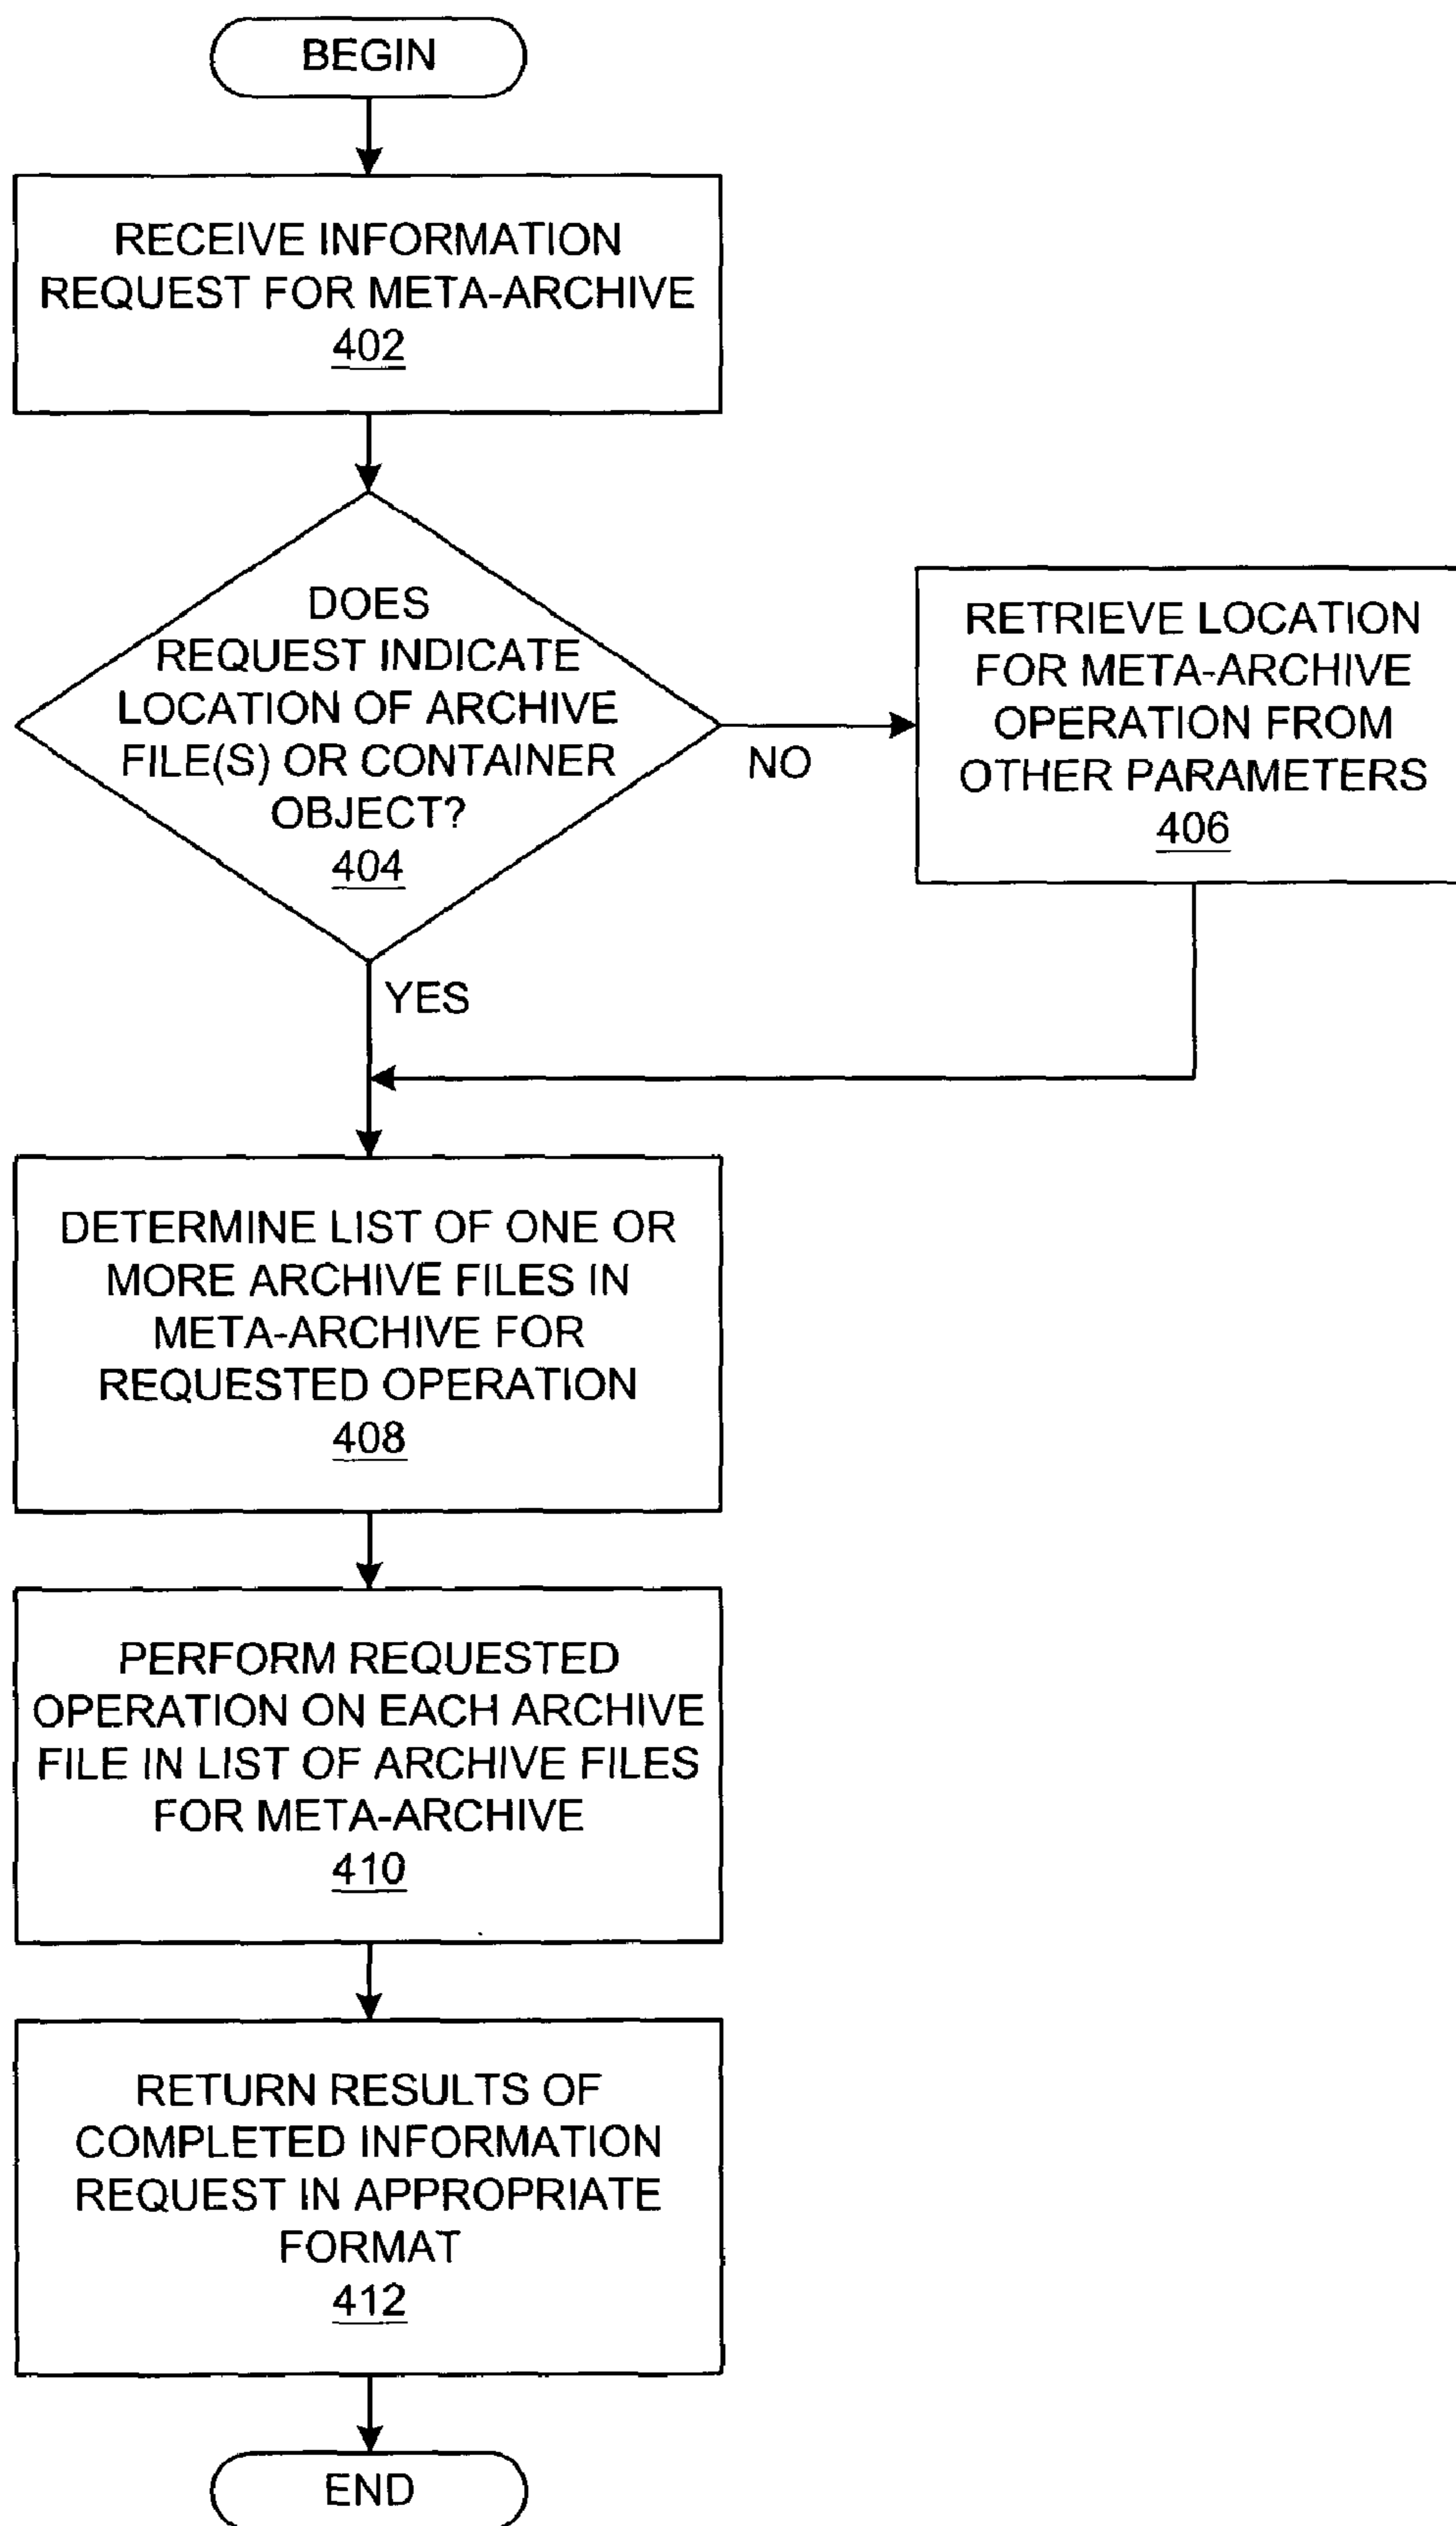 BEGIN
RECEIVE INFORMATION
REQUEST FOR META-ARCHIVE
402
DOES
REQUEST INDICATE
LOCATION OF ARCHIVE
FILE(S) OR CONTAINER
OBJECT?
404
NO
RETRIEVE LOCATION
FOR META-ARCHIVE
OPERATION FROM
OTHER PARAMETERS
406
YES
DETERMINE LIST OF ONE OR
MORE ARCHIVE FILES IN
META-ARCHIVE FOR
REQUESTED OPERATION
408
PERFORM REQUESTED
OPERATION ON EACH ARCHIVE
FILE IN LIST OF ARCHIVE FILES
FOR META-ARCHIVE
410
RETURN RESULTS OF
COMPLETED INFORMATION
REQUEST IN APPROPRIATE
FORMAT
412
END